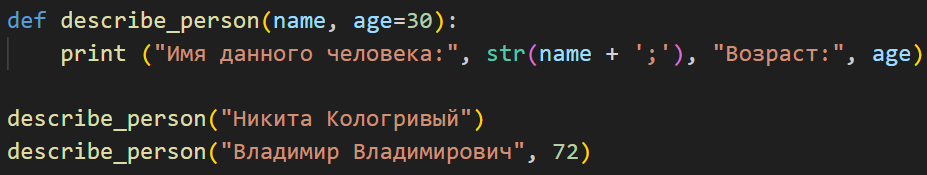 def describe_person(name, age=30):
    print ("Имя данного человека:", str(name + ';'), "Возраст:", age)
describe_person("Никита Кологривый")
describe_person("Владимир Владимирович", 72)